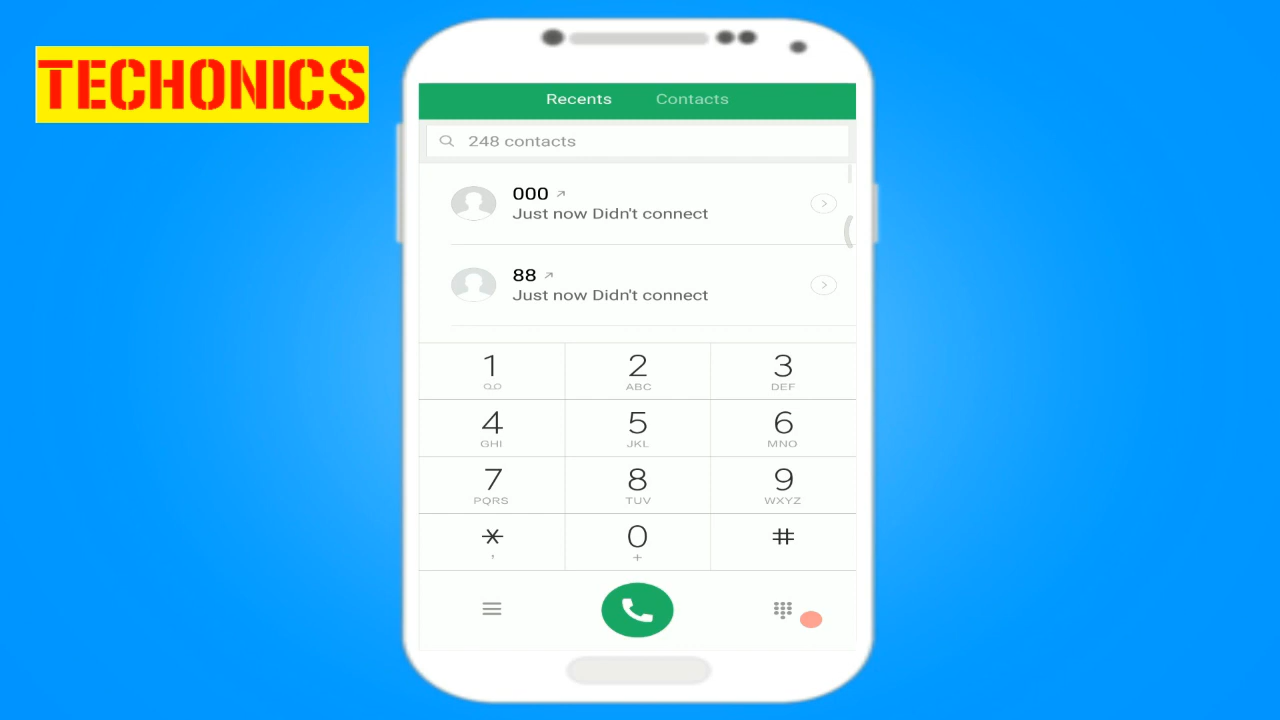 TECHONICS
Recents Contacts
248 contacts
000
Just now Didn't connect
88
Just now Didn't connect
1 2 3
ABC DEF
4 5 6
GHI JKL MNO
7 8 9
PQRS TUV WXYZ
* 0 #
, +